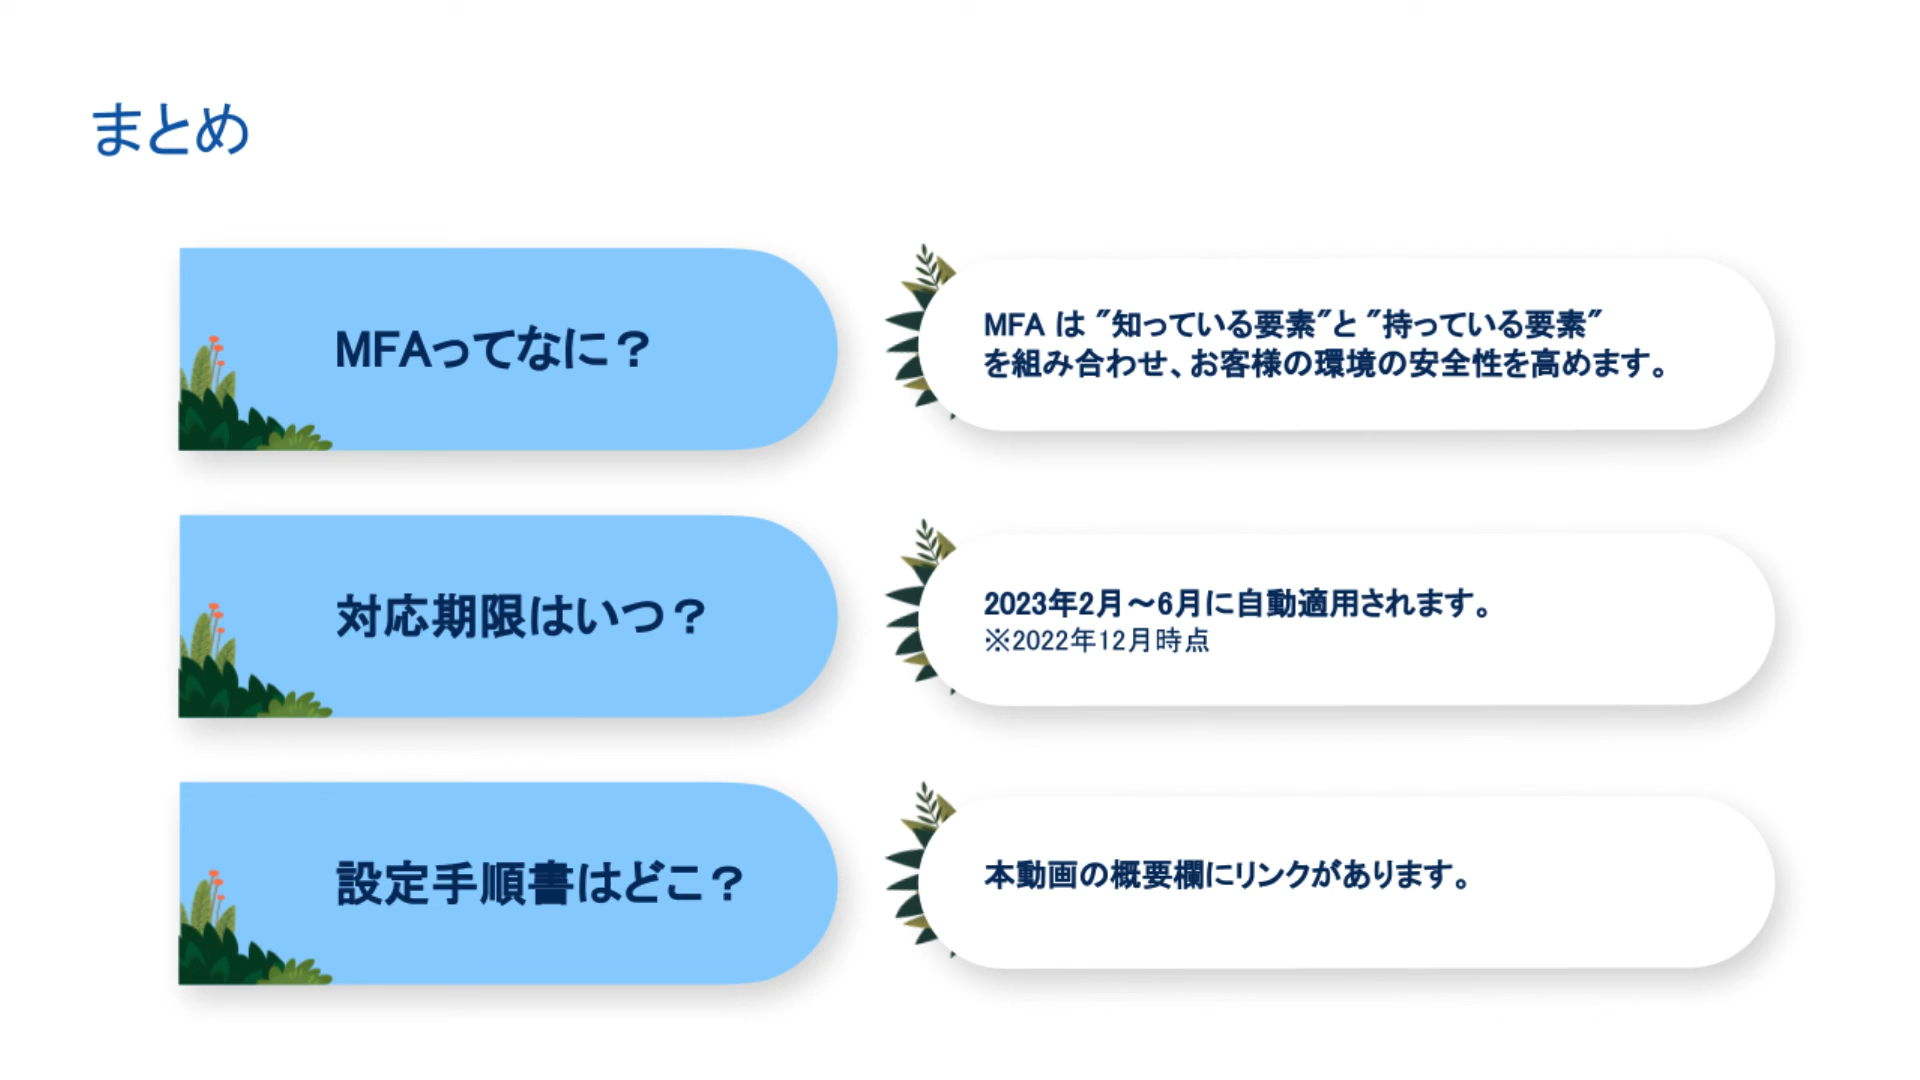 まとめ
MFAってなに？
MFA は ″知っている要素″と ″持っている要素″
を組み合わせ、お客様の環境の安全性を高めます。
対応期限はいつ？
2023年2月～6月に自動適用されます。
※2022年12月時点
設定手順書はどこ？
本動画の概要欄にリンクがあります。